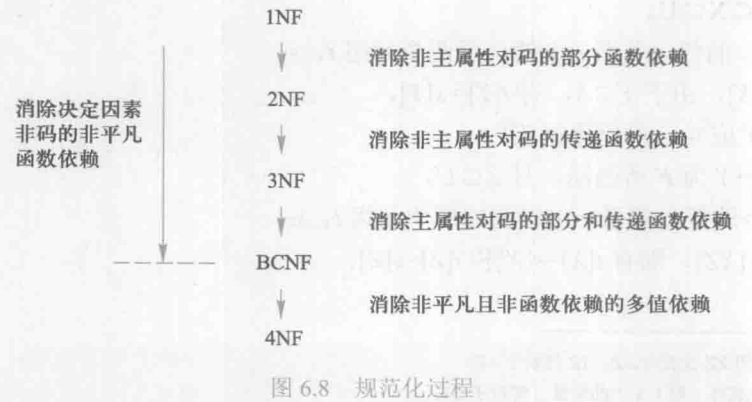 1NF
消除非主属性对码的部分函数依赖
2NF
消除决定因素
非码的非平凡
函数依赖
消除非主属性对码的传递函数依赖
3NF
消除主属性对码的部分和传递函数依赖
BCNF
消除非平凡且非函数依赖的多值依赖
4NF
图 6.8 规范化过程